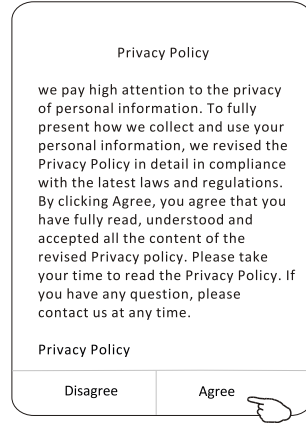 Privacy Policy
we pay high attention to the privacy
of personal information. To fully
present how we collect and use your
personal information, we revised the
Privacy Policy in detail in compliance
with the latest laws and regulations.
By clicking Agree, you agree that you
have fully read, understood and
accepted all the content of the
revised Privacy policy. Please take
your time to read the Privacy Policy. If
you have any question, please
contact us at any time.
Privacy Policy
Disagree Agree